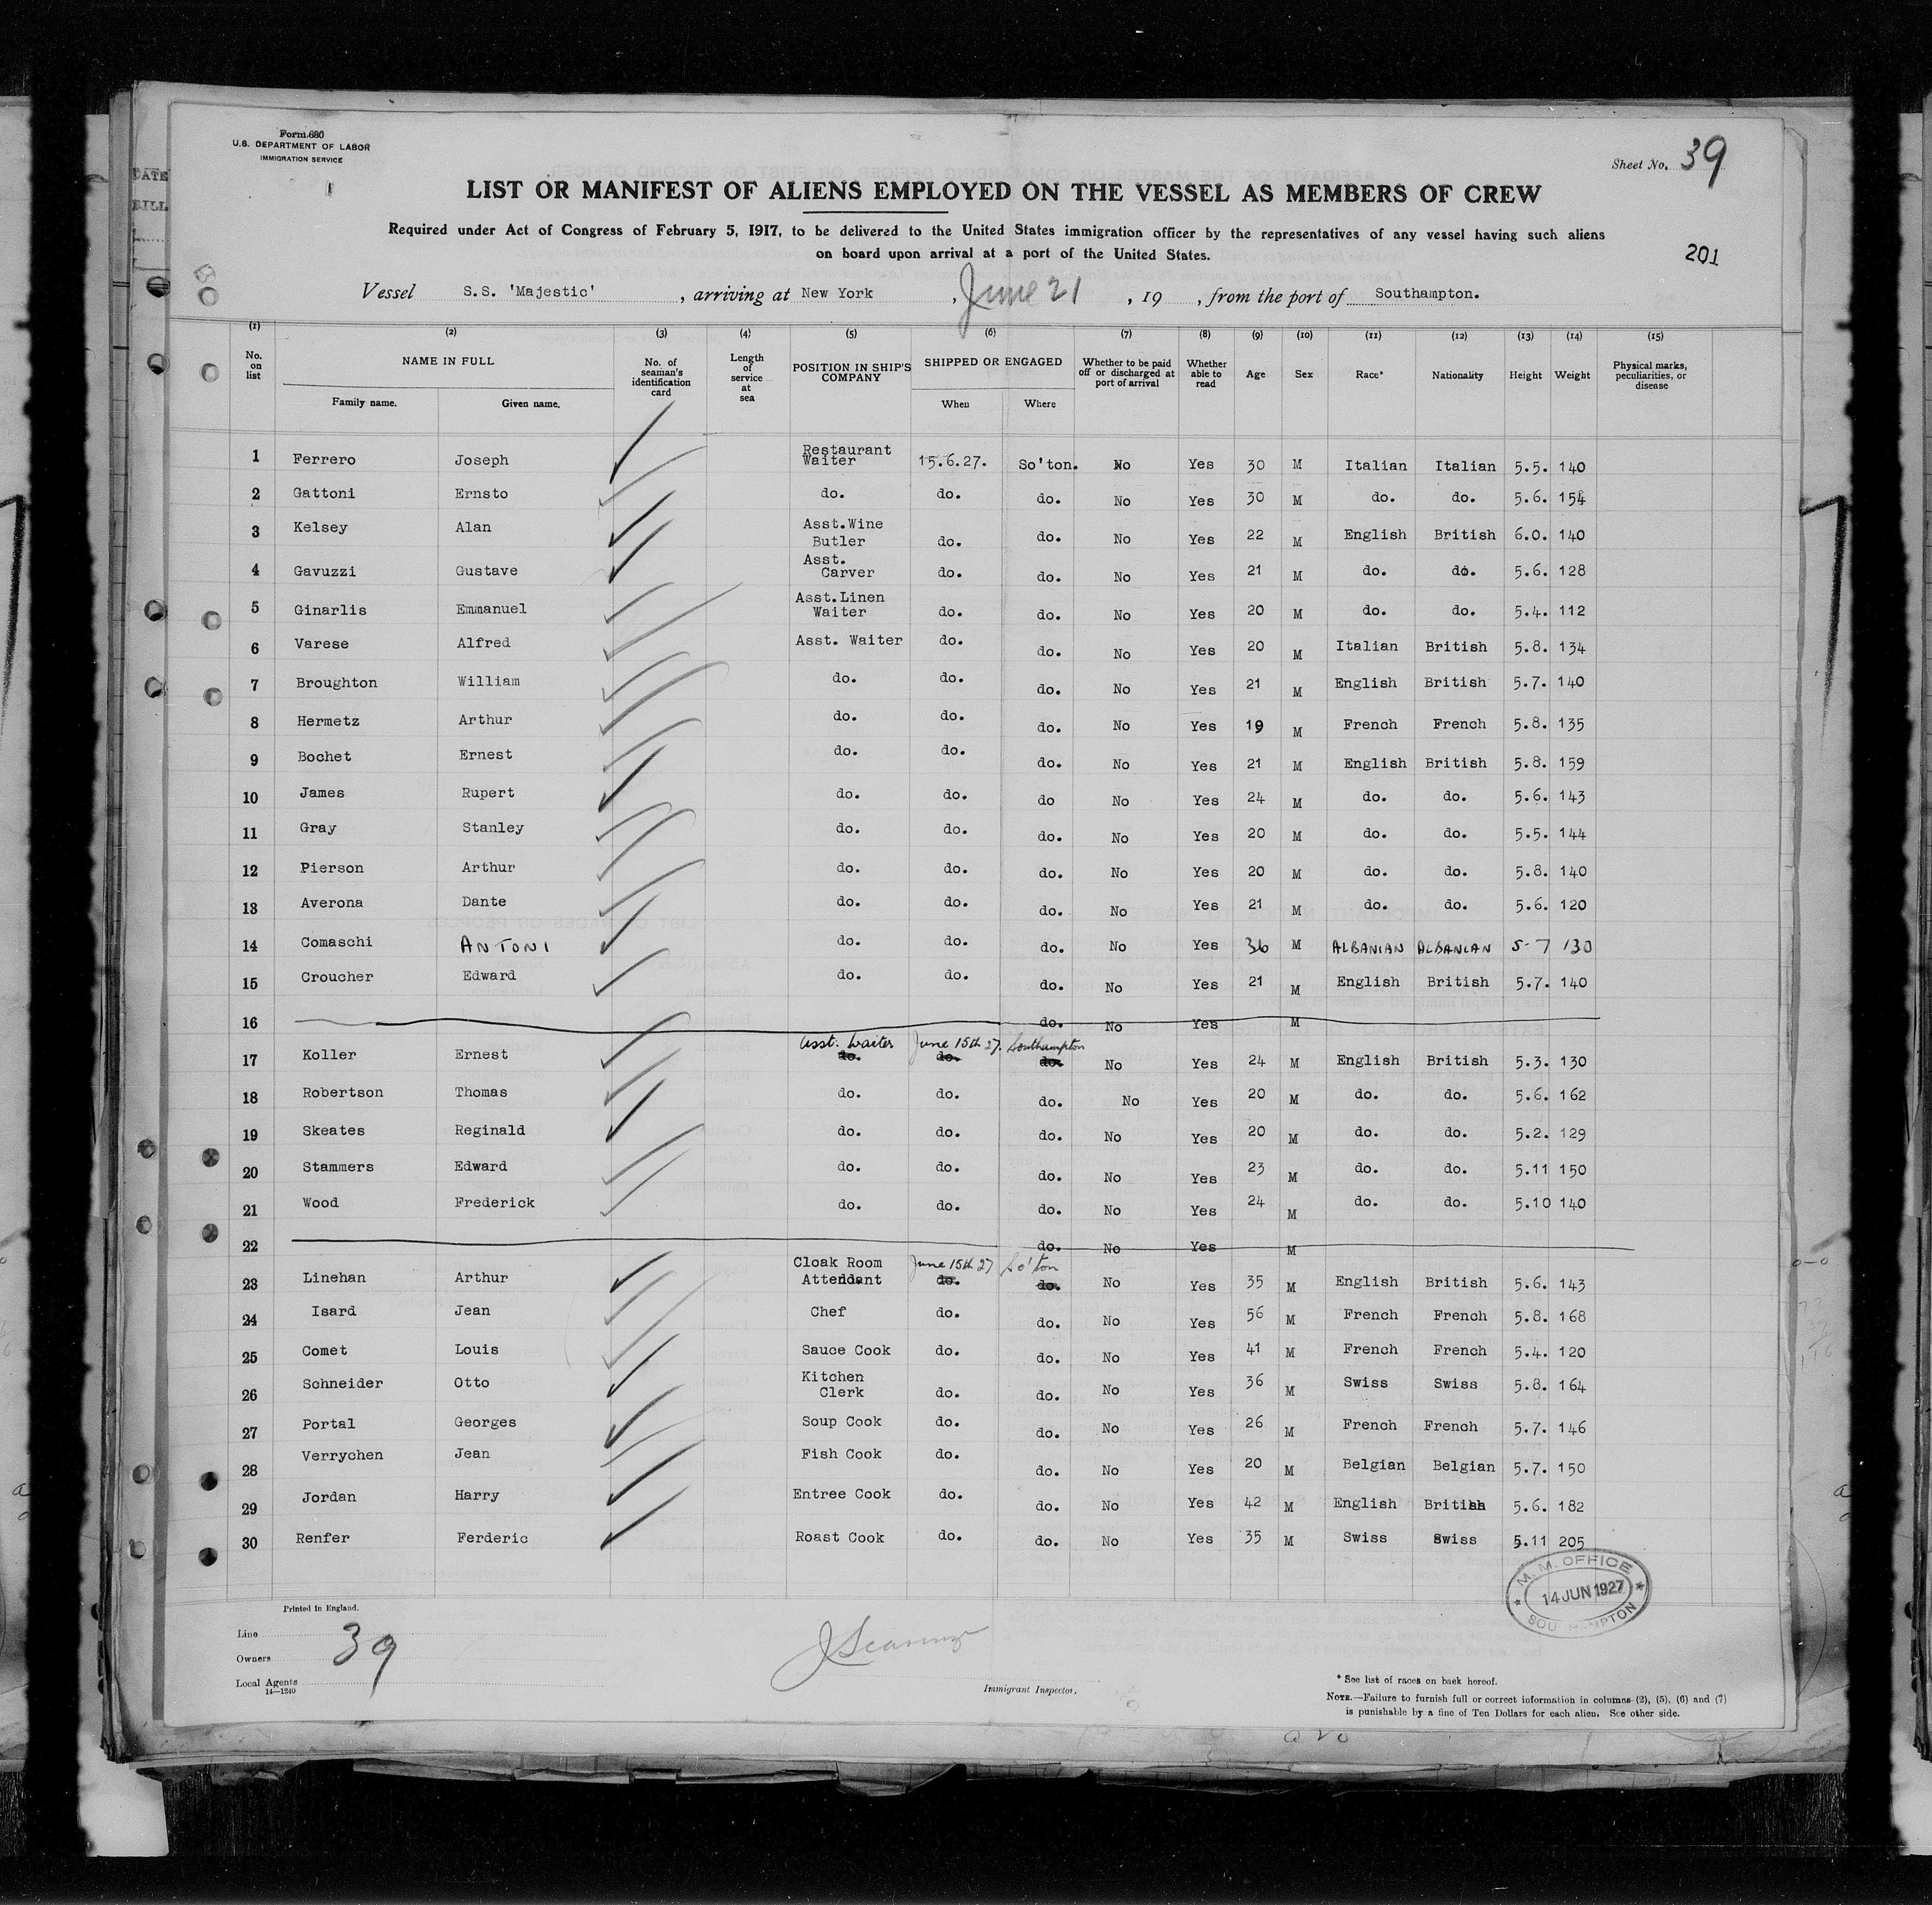 Form 686
U.S. DEPARTMENT OF LABOR
IMMIGRATION SERVICE
Sheet No. 39
LIST OR MANIFEST OF ALIENS EMPLOYED ON THE VESSEL AS MEMBERS OF CREW
Required under Act of Congress of February 5, 1917, to be delivered to the United States immigration officer by the representatives of any vessel having such aliens
on board upon arrival at a port of the United States.
201
Vessel S.S. 'Majestic' , arriving at New York , June 21 , 19 , from the port of Southampton.
(1) (2) (3) (4) (5) (6) (7) (8) (9) (10) (11) (12) (13) (14) (15)
No. on list NAME IN FULL Family name. Given name. No. of seaman's identification card Length of service at sea POSITION IN SHIP'S COMPANY SHIPPED OR ENGAGED When Where Whether to be paid off or discharged at port of arrival Whether able to read Age Sex Race* Nationality Height Weight Physical marks, peculiarities, or disease
1 Ferrero Joseph Restaurant Waiter 15.6.27. So'ton. No Yes 30 M Italian Italian 5.5. 140
2 Gattoni Ernsto do. do. do. No Yes 30 M do. do. 5.6. 154
3 Kelsey Alan Asst.Wine Butler do. do. No Yes 22 M English British 6.0. 140
4 Gavuzzi Gustave Asst. Carver do. do. No Yes 21 M do. do. 5.6. 128
5 Ginarlis Emmanuel Asst.Linen Waiter do. do. No Yes 20 M do. do. 5.4. 112
6 Varese Alfred Asst. Waiter do. do. No Yes 20 M Italian British 5.8. 134
7 Broughton William do. do. do. No Yes 21 M English British 5.7. 140
8 Hermetz Arthur do. do. do. No Yes 19 M French French 5.8. 135
9 Bochet Ernest do. do. do. No Yes 21 M English British 5.8. 159
10 James Rupert do. do. do No Yes 24 M do. do. 5.6. 143
11 Gray Stanley do. do. do. No Yes 20 M do. do. 5.5. 144
12 Pierson Arthur do. do. do. No Yes 20 M do. do. 5.8. 140
13 Averona Dante do. do. do. No Yes 21 M do. do. 5.6. 120
14 Comaschi ANTONI do. do. do. No Yes 36 M ALBANIAN ALBANIAN 5-7 130
15 Croucher Edward do. do. do. No Yes 21 M English British 5.7. 140
16 do. No Yes M
17 Koller Ernest Asst. Waiter do. June 15th 27. do. Southampton do. No Yes 24 M English British 5.3. 130
18 Robertson Thomas do. do. do. No Yes 20 M do. do. 5.6. 162
19 Skeates Reginald do. do. do. No Yes 20 M do. do. 5.2. 129
20 Stammers Edward do. do. do. No Yes 23 M do. do. 5.11 150
21 Wood Frederick do. do. do. No Yes 24 M do. do. 5.10 140
22 do. No Yes M
23 Linehan Arthur Cloak Room Attendant June 15th 27 do. So'ton do. No Yes 35 M English British 5.6. 143
24 Isard Jean Chef do. do. No Yes 56 M French French 5.8. 168
25 Comet Louis Sauce Cook do. do. No Yes 41 M French French 5.4. 120
26 Schneider Otto Kitchen Clerk do. do. No Yes 36 M Swiss Swiss 5.8. 164
27 Portal Georges Soup Cook do. do. No Yes 26 M French French 5.7. 146
28 Verrychen Jean Fish Cook do. do. No Yes 20 M Belgian Belgian 5.7. 150
29 Jordan Harry Entree Cook do. do. No Yes 42 M English British 5.6. 182
30 Renfer Ferderic Roast Cook do. do. No Yes 35 M Swiss Swiss 5.11 205
M.M. OFFICE
14 JUN 1927
SOUTHAMPTON
Printed in England.
Line
Owners
Local Agents
14—1240
39
Immigrant Inspector.
* See list of races on back hereof.
NOTE.—Failure to furnish full or correct information in columns (2), (5), (6) and (7)
is punishable by a fine of Ten Dollars for each alien. See other side.